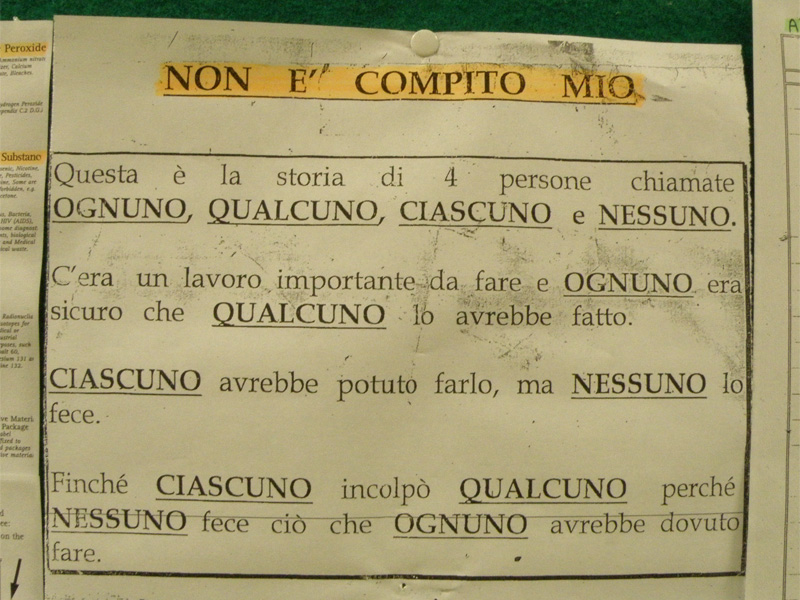 NON E' COMPITO MIO
Questa è la storia di 4 persone chiamate
OGNUNO, QUALCUNO, CIASCUNO e NESSUNO.
C'era un lavoro importante da fare e OGNUNO era
sicuro che QUALCUNO lo avrebbe fatto.
CIASCUNO avrebbe potuto farlo, ma NESSUNO lo
fece.
Finché CIASCUNO incolpò QUALCUNO perché
NESSUNO fece ciò che OGNUNO avrebbe dovuto
fare.
Peroxide
Substanc